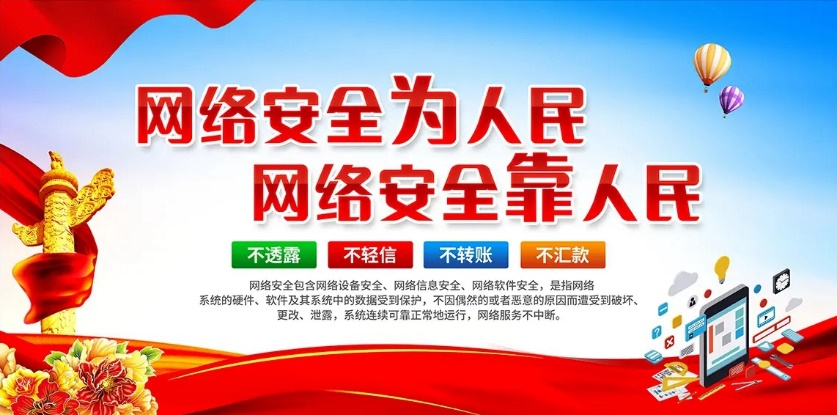 网络安全为人民
网络安全靠人民
不透露 不轻信 不转账 不汇款
网络安全包含网络设备安全、网络信息安全、网络软件安全，是指网络
系统的硬件、软件及其系统中的数据受到保护，不因偶然的或者恶意的原因而遭受到破坏、
更改、泄露，系统连续可靠正常地运行，网络服务不中断。